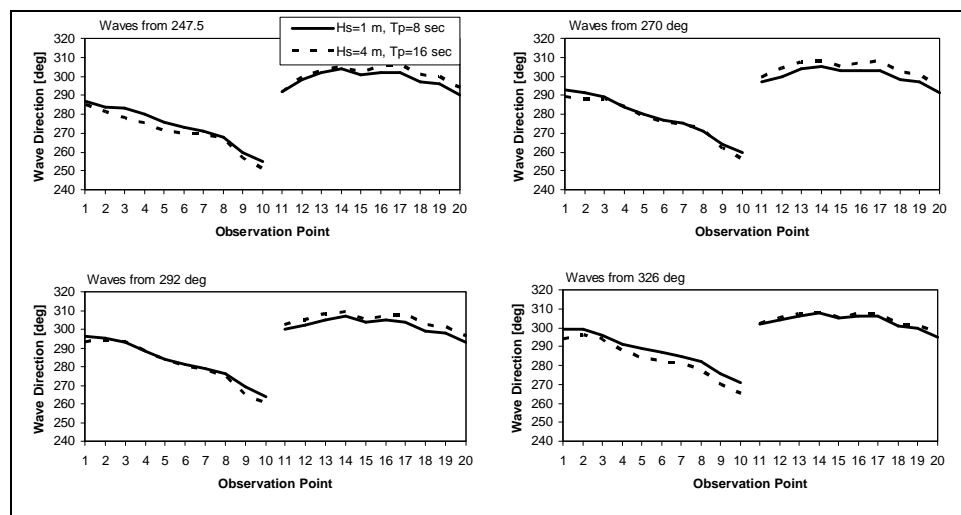 Waves from 247.5
Hs=1 m, Tp=8 sec
Hs=4 m, Tp=16 sec
Wave Direction [deg]
320
310
300
290
280
270
260
250
240
1 2 3 4 5 6 7 8 9 10 11 12 13 14 15 16 17 18 19 20
Observation Point
Waves from 270 deg
Wave Direction [deg]
320
310
300
290
280
270
260
250
240
1 2 3 4 5 6 7 8 9 10 11 12 13 14 15 16 17 18 19 20
Observation Point
Waves from 292 deg
Wave Direction [deg]
320
310
300
290
280
270
260
250
240
1 2 3 4 5 6 7 8 9 10 11 12 13 14 15 16 17 18 19 20
Observation Point
Waves from 326 deg
Wave Direction [deg]
320
310
300
290
280
270
260
250
240
1 2 3 4 5 6 7 8 9 10 11 12 13 14 15 16 17 18 19 20
Observation Point